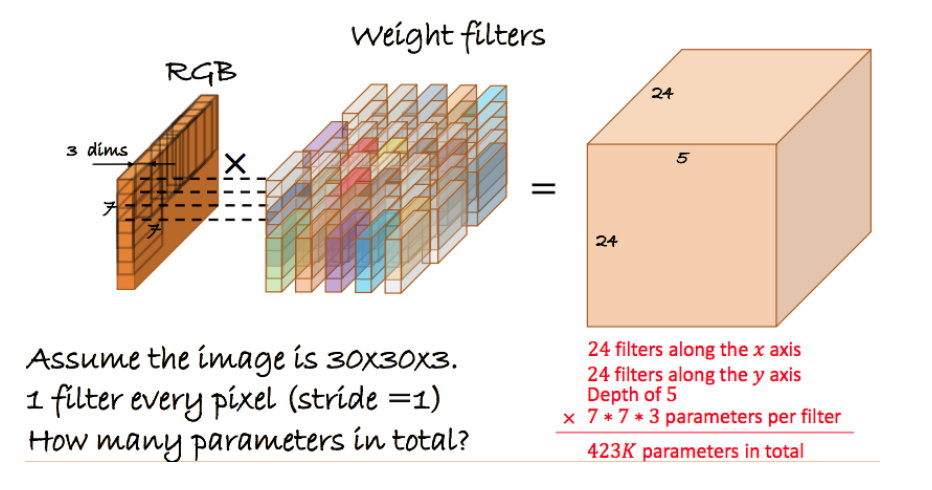 Weight filters
RGB
3 dims
7
7
×
=
24
5
24
Assume the image is 30x30x3.
1 filter every pixel (stride =1)
How many parameters in total?
24 filters along the x axis
24 filters along the y axis
Depth of 5
× 7 ∗ 7 ∗ 3 parameters per filter
423K parameters in total